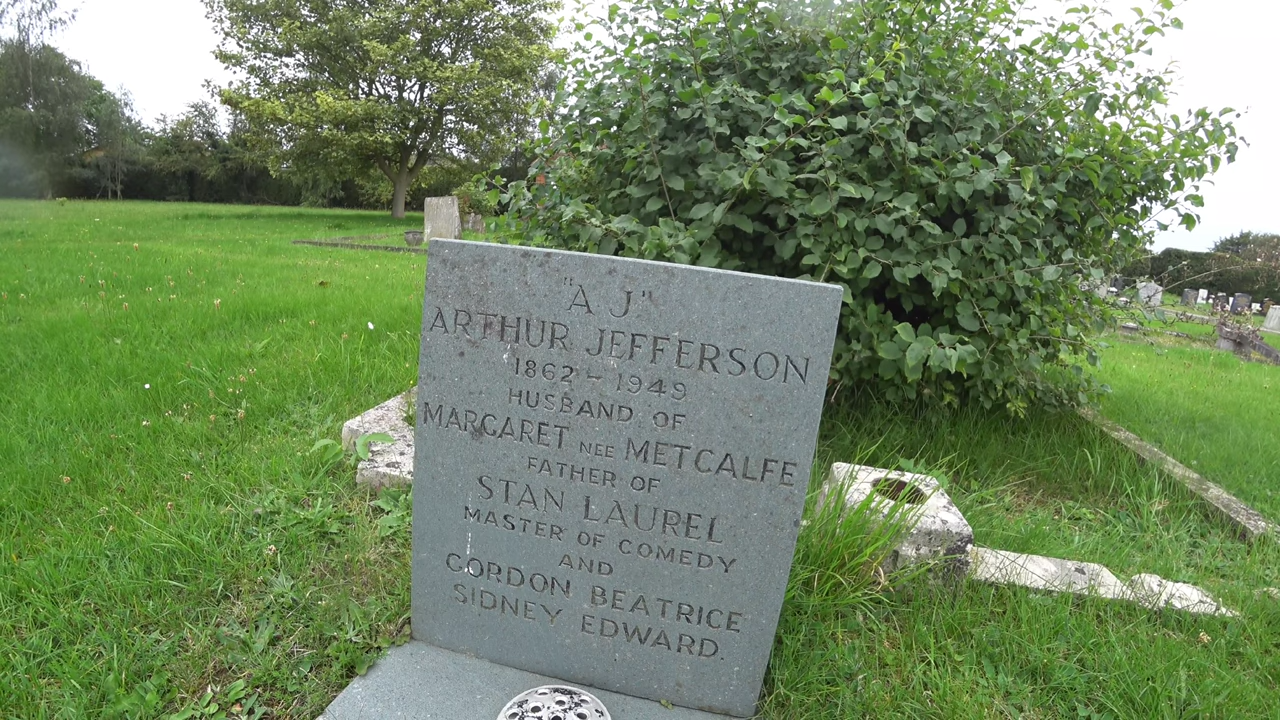 "A J"
ARTHUR JEFFERSON
1862 - 1949
HUSBAND OF
MARGARET NEE METCALFE
FATHER OF
STAN LAUREL
MASTER OF COMEDY
AND
GORDON BEATRICE
SIDNEY EDWARD.